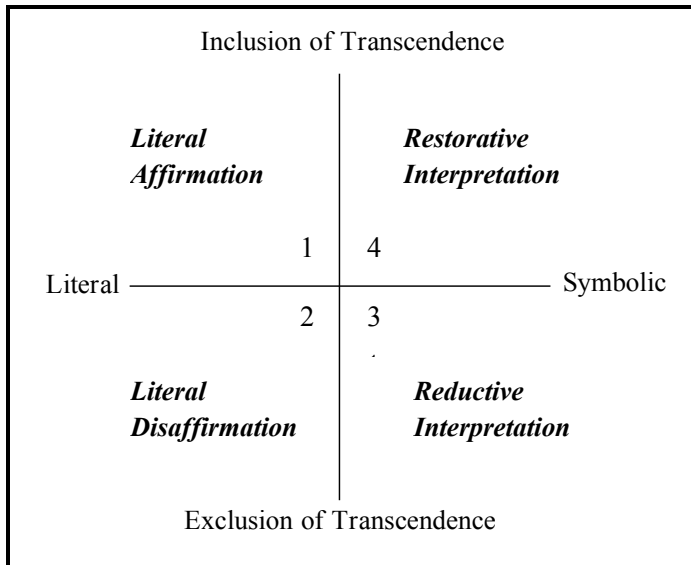 Inclusion of Transcendence
Literal Restorative
Affirmation Interpretation
1 4
Literal Symbolic
2 3
Literal Reductive
Disaffirmation Interpretation
Exclusion of Transcendence